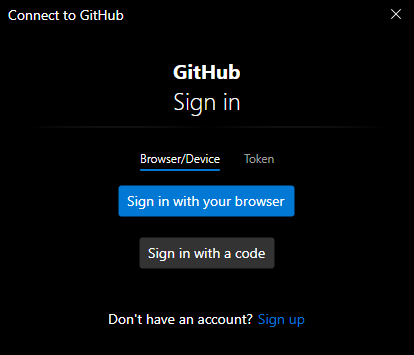 Connect to GitHub
GitHub
Sign in
Browser/Device Token
Sign in with your browser
Sign in with a code
Don't have an account? Sign up